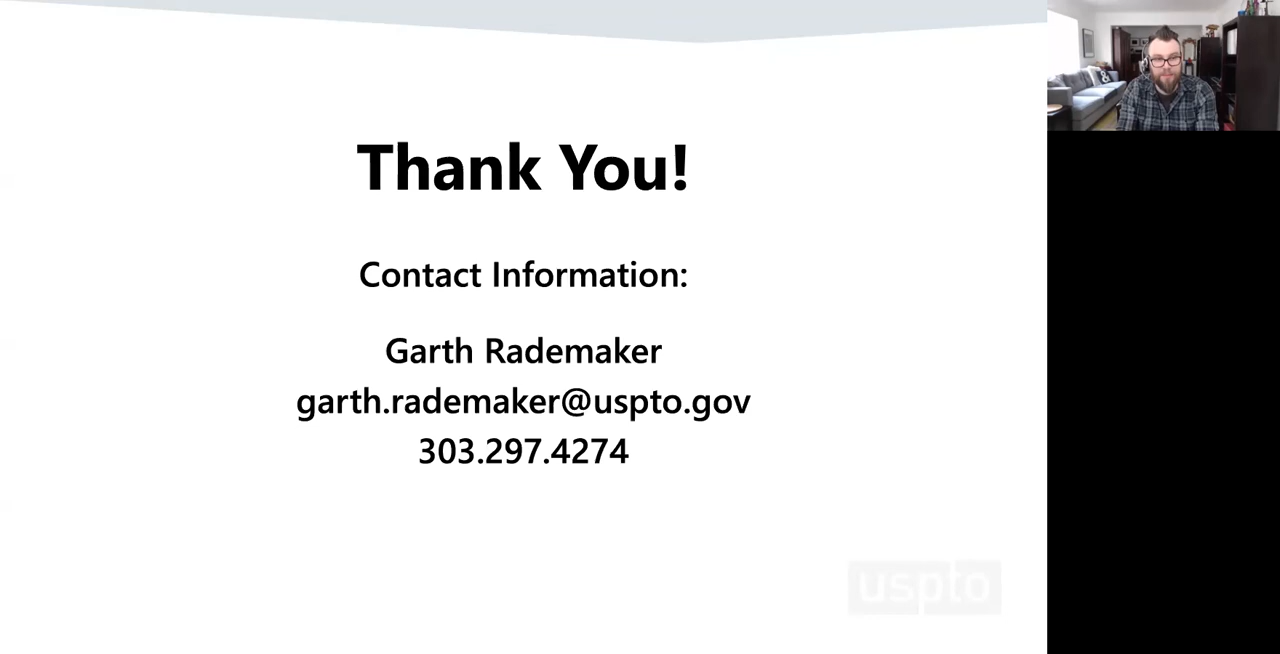 Thank You!
Contact Information:
Garth Rademaker
garth.rademaker@uspto.gov
303.297.4274
uspto